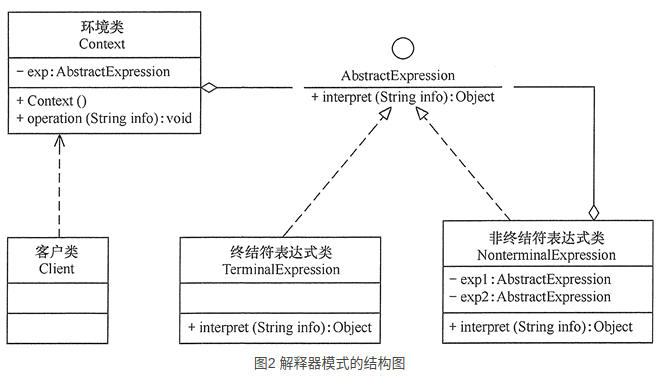 环境类
Context
− exp:AbstractExpression
+ Context()
+ operation(String info):void
AbstractExpression
+ interpret(String info):Object
客户类
Client
终结符表达式类
TerminalExpression
+ interpret(String info):Object
非终结符表达式类
NonterminalExpression
− exp1:AbstractExpression
− exp2:AbstractExpression
+ interpret(String info):Object
图2 解释器模式的结构图